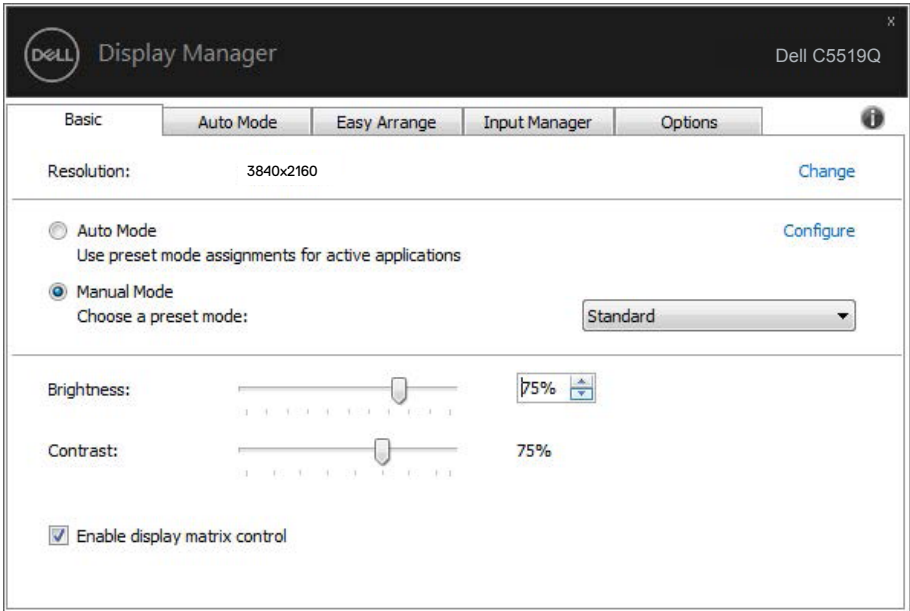 x
DELL Display Manager
Dell C5519Q
Basic Auto Mode Easy Arrange Input Manager Options
Resolution: 3840x2160 Change
Auto Mode Configure
Use preset mode assignments for active applications
Manual Mode
Choose a preset mode: Standard
Brightness: 75%
Contrast: 75%
Enable display matrix control